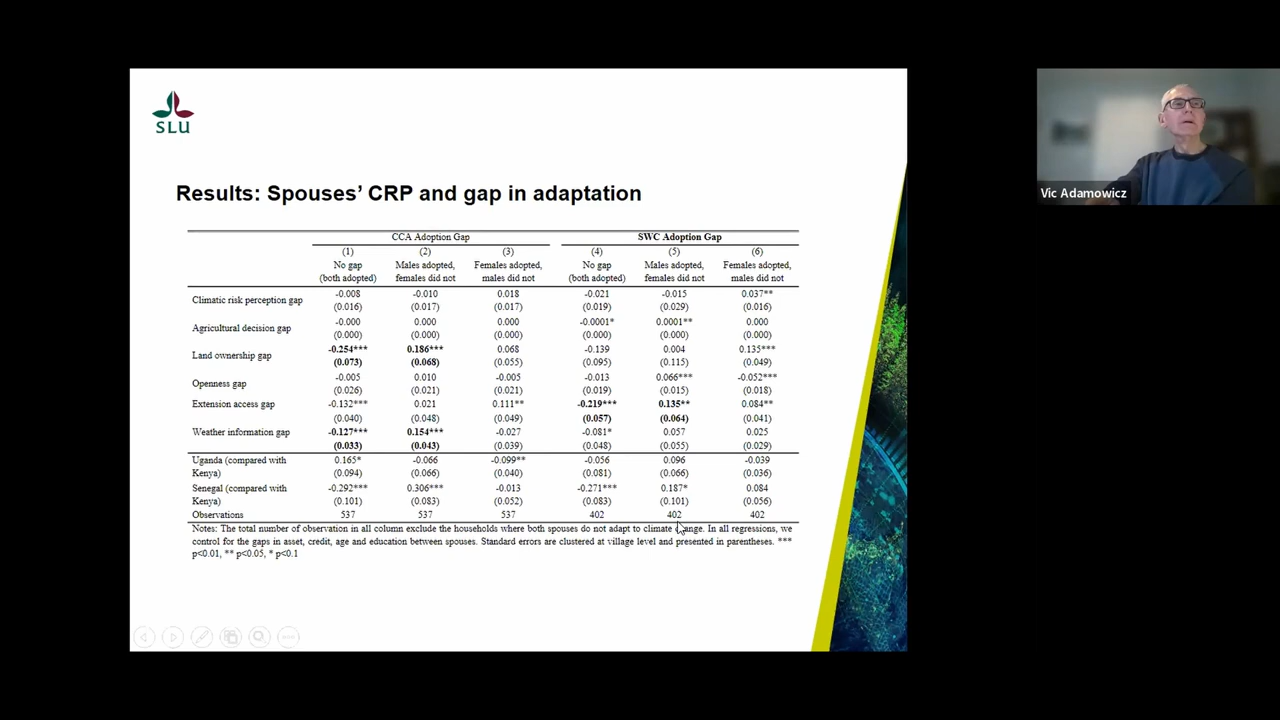 SLU
Results: Spouses' CRP and gap in adaptation
CCA Adoption Gap SWC Adoption Gap
(1) (2) (3) (4) (5) (6)
No gap Males adopted, Females adopted, No gap Males adopted, Females adopted,
(both adopted) females did not males did not (both adopted) females did not males did not
Climatic risk perception gap -0.008 -0.010 0.018 -0.021 -0.015 0.037**
(0.016) (0.017) (0.017) (0.019) (0.029) (0.016)
Agricultural decision gap -0.000 0.000 0.000 -0.0001* 0.0001** 0.000
(0.000) (0.000) (0.000) (0.000) (0.000) (0.000)
Land ownership gap -0.254*** 0.186*** 0.068 -0.139 0.004 0.135***
(0.073) (0.068) (0.055) (0.095) (0.115) (0.049)
Openness gap -0.005 0.010 -0.005 -0.013 0.066*** -0.052***
(0.026) (0.021) (0.021) (0.019) (0.015) (0.018)
Extension access gap -0.132*** 0.021 0.111** -0.219*** 0.135** 0.084**
(0.040) (0.048) (0.049) (0.057) (0.064) (0.041)
Weather information gap -0.127*** 0.154*** -0.027 -0.081* 0.057 0.025
(0.033) (0.043) (0.039) (0.048) (0.055) (0.029)
Uganda (compared with 0.165* -0.066 -0.099** -0.056 0.096 -0.039
Kenya) (0.094) (0.066) (0.040) (0.081) (0.066) (0.036)
Senegal (compared with -0.292*** 0.306*** -0.013 -0.271*** 0.187* 0.084
Kenya) (0.101) (0.083) (0.052) (0.083) (0.101) (0.056)
Observations 537 537 537 402 402 402
Notes: The total number of observation in all column exclude the households where both spouses do not adapt to climate change. In all regressions, we
control for the gaps in asset, credit, age and education between spouses. Standard errors are clustered at village level and presented in parentheses. ***
p<0.01, ** p<0.05, * p<0.1
Vic Adamowicz